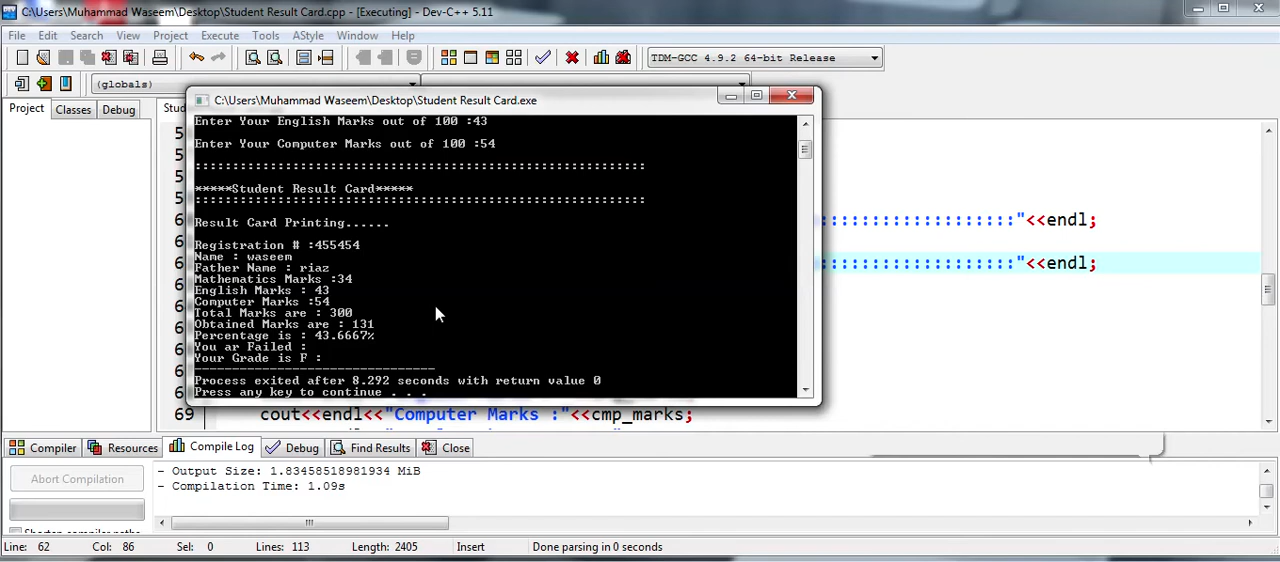 C:\Users\Muhammad Waseem\Desktop\Student Result Card.cpp - [Executing] - Dev-C++ 5.11
File Edit Search View Project Execute Tools AStyle Window Help
TDM-GCC 4.9.2 64-bit Release
(globals)
Project Classes Debug Stu
C:\Users\Muhammad Waseem\Desktop\Student Result Card.exe
Enter Your English Marks out of 100 :43
Enter Your Computer Marks out of 100 :54
::::::::::::::::::::::::::::::::::::::::::::::::::::::::::::
*****Student Result Card*****
::::::::::::::::::::::::::::::::::::::::::::::::::::::::::::
Result Card Printing......
Registration # :455454
Name : waseem
Father Name : riaz
Mathematics Marks :34
English Marks : 43
Computer Marks :54
Total Marks are : 300
Obtained Marks are : 131
Percentage is : 43.6667%
You ar Failed :
Your Grade is F :
--------------------------------
Process exited after 8.292 seconds with return value 0
Press any key to continue . . .
::::::::::::::::::"<<endl;
::::::::::::::::::"<<endl;
69 cout<<endl<<"Computer Marks :"<<cmp_marks;
Compiler Resources Compile Log Debug Find Results Close
Abort Compilation
- Output Size: 1.83458518981934 MiB
- Compilation Time: 1.09s
Shorten compiler paths
Line: 62 Col: 86 Sel: 0 Lines: 113 Length: 2405 Insert Done parsing in 0 seconds